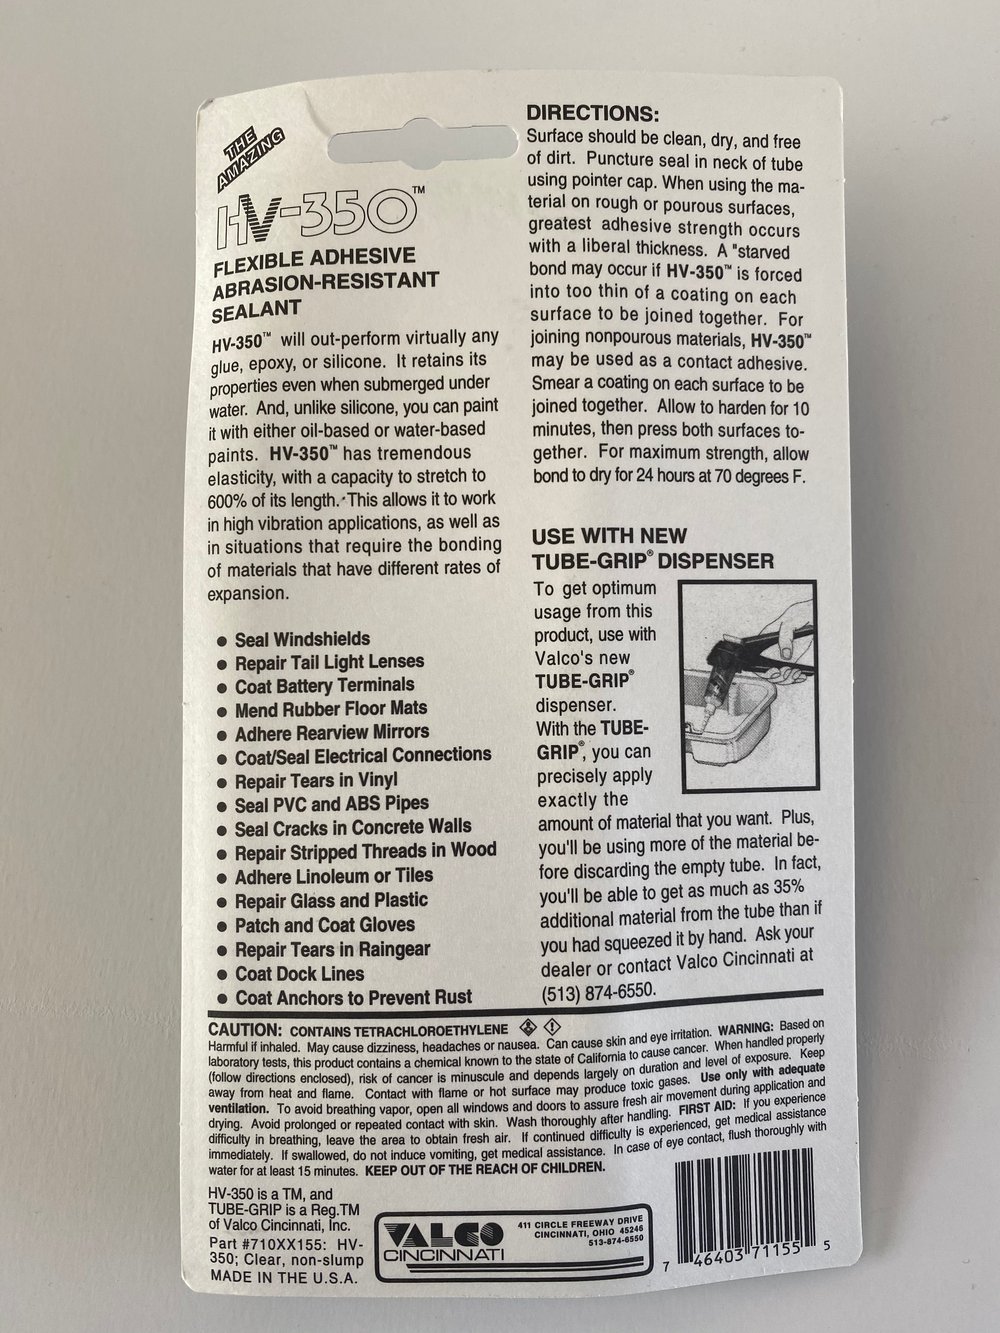 THE
AMAZING
HV-350™
FLEXIBLE ADHESIVE
ABRASION-RESISTANT
SEALANT
HV-350™ will out-perform virtually any
glue, epoxy, or silicone. It retains its
properties even when submerged under
water. And, unlike silicone, you can paint
it with either oil-based or water-based
paints. HV-350™ has tremendous
elasticity, with a capacity to stretch to
600% of its length. This allows it to work
in high vibration applications, as well as
in situations that require the bonding
of materials that have different rates of
expansion.
● Seal Windshields
● Repair Tail Light Lenses
● Coat Battery Terminals
● Mend Rubber Floor Mats
● Adhere Rearview Mirrors
● Coat/Seal Electrical Connections
● Repair Tears in Vinyl
● Seal PVC and ABS Pipes
● Seal Cracks in Concrete Walls
● Repair Stripped Threads in Wood
● Adhere Linoleum or Tiles
● Repair Glass and Plastic
● Patch and Coat Gloves
● Repair Tears in Raingear
● Coat Dock Lines
● Coat Anchors to Prevent Rust
DIRECTIONS:
Surface should be clean, dry, and free
of dirt. Puncture seal in neck of tube
using pointer cap. When using the ma-
terial on rough or pourous surfaces,
greatest adhesive strength occurs
with a liberal thickness. A "starved
bond may occur if HV-350™ is forced
into too thin of a coating on each
surface to be joined together. For
joining nonpourous materials, HV-350™
may be used as a contact adhesive.
Smear a coating on each surface to be
joined together. Allow to harden for 10
minutes, then press both surfaces to-
gether. For maximum strength, allow
bond to dry for 24 hours at 70 degrees F.
USE WITH NEW
TUBE-GRIP® DISPENSER
To get optimum
usage from this
product, use with
Valco's new
TUBE-GRIP®
dispenser.
With the TUBE-
GRIP®, you can
precisely apply
exactly the
amount of material that you want. Plus,
you'll be using more of the material be-
fore discarding the empty tube. In fact,
you'll be able to get as much as 35%
additional material from the tube than if
you had squeezed it by hand. Ask your
dealer or contact Valco Cincinnati at
(513) 874-6550.
CAUTION: CONTAINS TETRACHLOROETHYLENE
Harmful if inhaled. May cause dizziness, headaches or nausea. Can cause skin and eye irritation. WARNING: Based on
laboratory tests, this product contains a chemical known to the state of California to cause cancer. When handled properly
(follow directions enclosed), risk of cancer is minuscule and depends largely on duration and level of exposure. Keep
away from heat and flame. Contact with flame or hot surface may produce toxic gases. Use only with adequate
ventilation. To avoid breathing vapor, open all windows and doors to assure fresh air movement during application and
drying. Avoid prolonged or repeated contact with skin. Wash thoroughly after handling. FIRST AID: If you experience
difficulty in breathing, leave the area to obtain fresh air. If continued difficulty is experienced, get medical assistance
immediately. If swallowed, do not induce vomiting, get medical assistance. In case of eye contact, flush thoroughly with
water for at least 15 minutes. KEEP OUT OF THE REACH OF CHILDREN.
HV-350 is a TM, and
TUBE-GRIP is a Reg.TM
of Valco Cincinnati, Inc.
Part #710XX155: HV-
350; Clear, non-slump
MADE IN THE U.S.A.
VALCO
CINCINNATI
411 CIRCLE FREEWAY DRIVE
CINCINNATI, OHIO 45246
513-874-6550
7 46403 71155 5